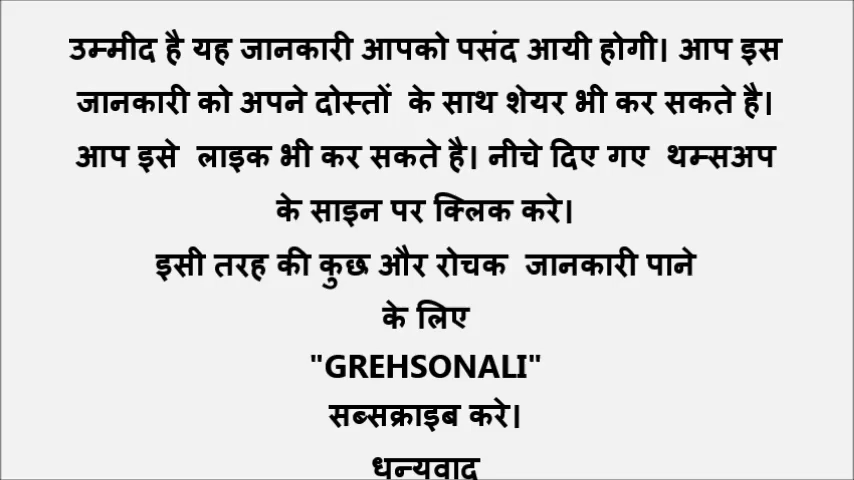 उम्मीद है यह जानकारी आपको पसंद आयी होगी। आप इस
जानकारी को अपने दोस्तों के साथ शेयर भी कर सकते है।
आप इसे लाइक भी कर सकते है। नीचे दिए गए थम्सअप
के साइन पर क्लिक करे।
इसी तरह की कुछ और रोचक जानकारी पाने
के लिए
"GREHSONALI"
सब्सक्राइब करे।
धन्यवाद